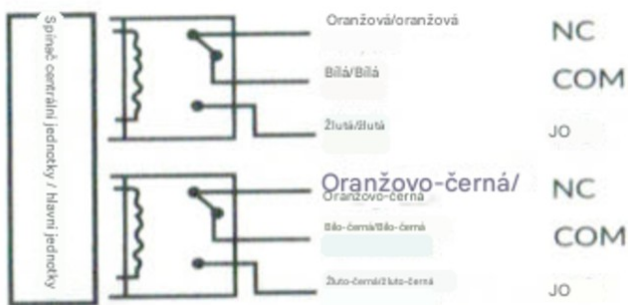 Spínač centrální jednotky / hlavní jednotky
Oranžová/oranžová NC
Bílá/Bílá COM
Žlutá/žlutá JO
Oranžovo-černá/
Oranžovo-černá NC
Bílo-černá/Bílo-černá COM
Žluto-černá/žluto-černá JO